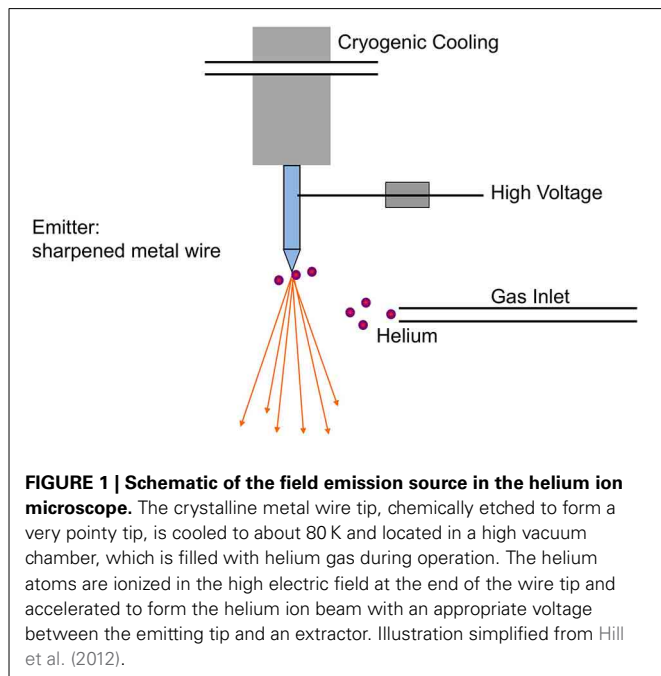 Cryogenic Cooling
High Voltage
Emitter:
sharpened metal wire
Gas Inlet
Helium
FIGURE 1 | Schematic of the field emission source in the helium ion
microscope. The crystalline metal wire tip, chemically etched to form a
very pointy tip, is cooled to about 80 K and located in a high vacuum
chamber, which is filled with helium gas during operation. The helium
atoms are ionized in the high electric field at the end of the wire tip and
accelerated to form the helium ion beam with an appropriate voltage
between the emitting tip and an extractor. Illustration simplified from Hill
et al. (2012).